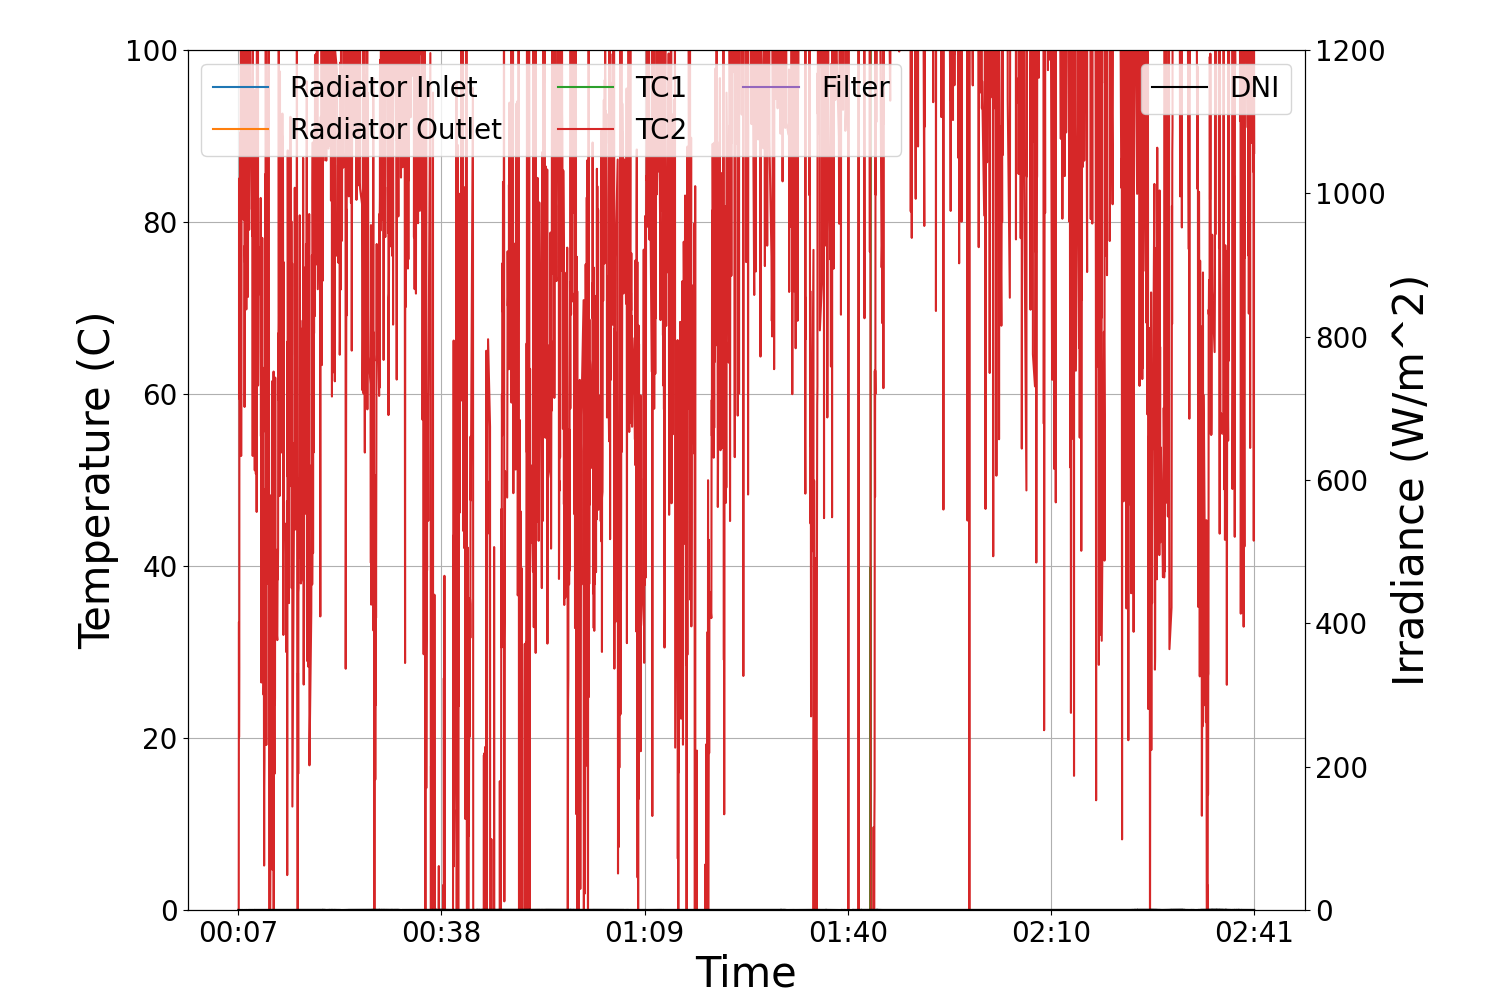 100
80
60
40
20
0
Temperature (C)
Radiator Inlet
Radiator Outlet
TC1
TC2
Filter
DNI
1200
1000
800
600
400
200
0
Irradiance (W/m^2)
00:07
00:38
01:09
01:40
02:10
02:41
Time